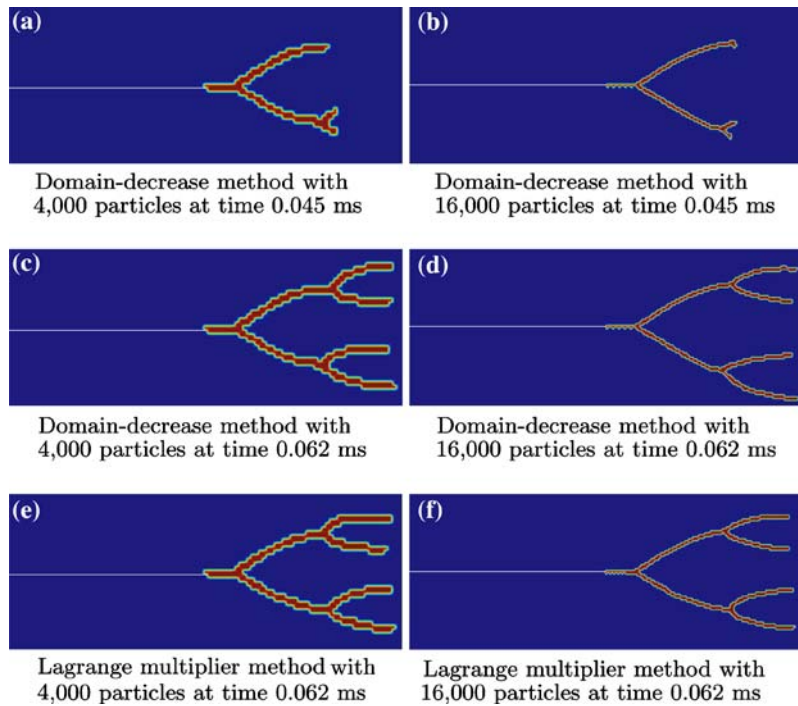 (a)
(b)
Domain-decrease method with
4,000 particles at time 0.045 ms
Domain-decrease method with
16,000 particles at time 0.045 ms
(c)
(d)
Domain-decrease method with
4,000 particles at time 0.062 ms
Domain-decrease method with
16,000 particles at time 0.062 ms
(e)
(f)
Lagrange multiplier method with
4,000 particles at time 0.062 ms
Lagrange multiplier method with
16,000 particles at time 0.062 ms